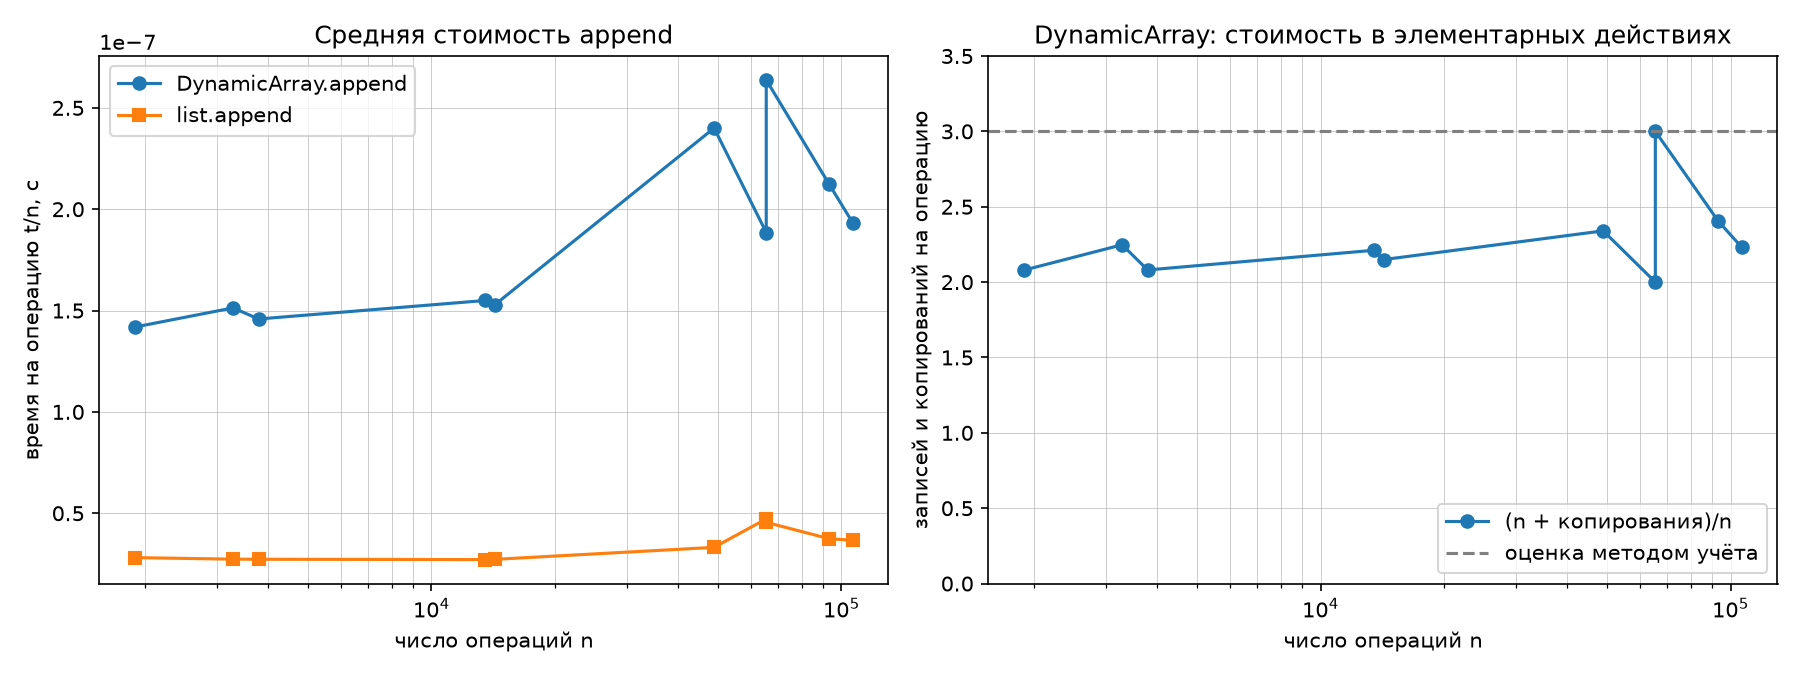 Средняя стоимость append
1e−7
DynamicArray.append
list.append
2.5
2.0
1.5
1.0
0.5
время на операцию t/n, с
10^4
10^5
число операций n
DynamicArray: стоимость в элементарных действиях
3.5
3.0
2.5
2.0
1.5
1.0
0.5
0.0
записей и копирований на операцию
(n + копирования)/n
оценка методом учёта
10^4
10^5
число операций n